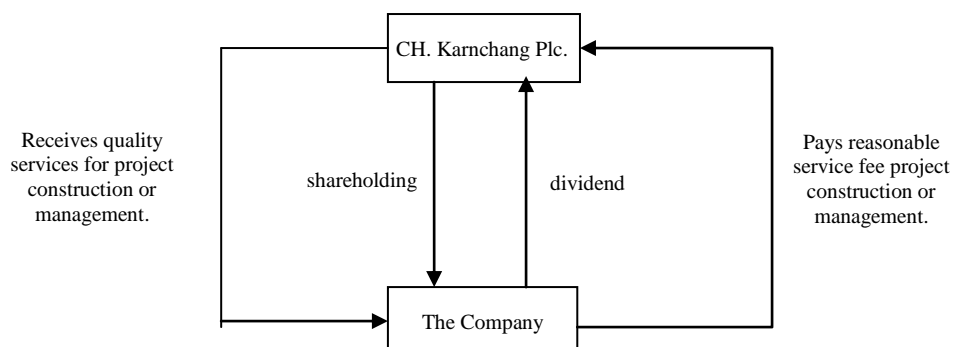 CH. Karnchang Plc.
Receives quality
services for project
construction or
management.
shareholding
dividend
Pays reasonable
service fee project
construction or
management.
The Company